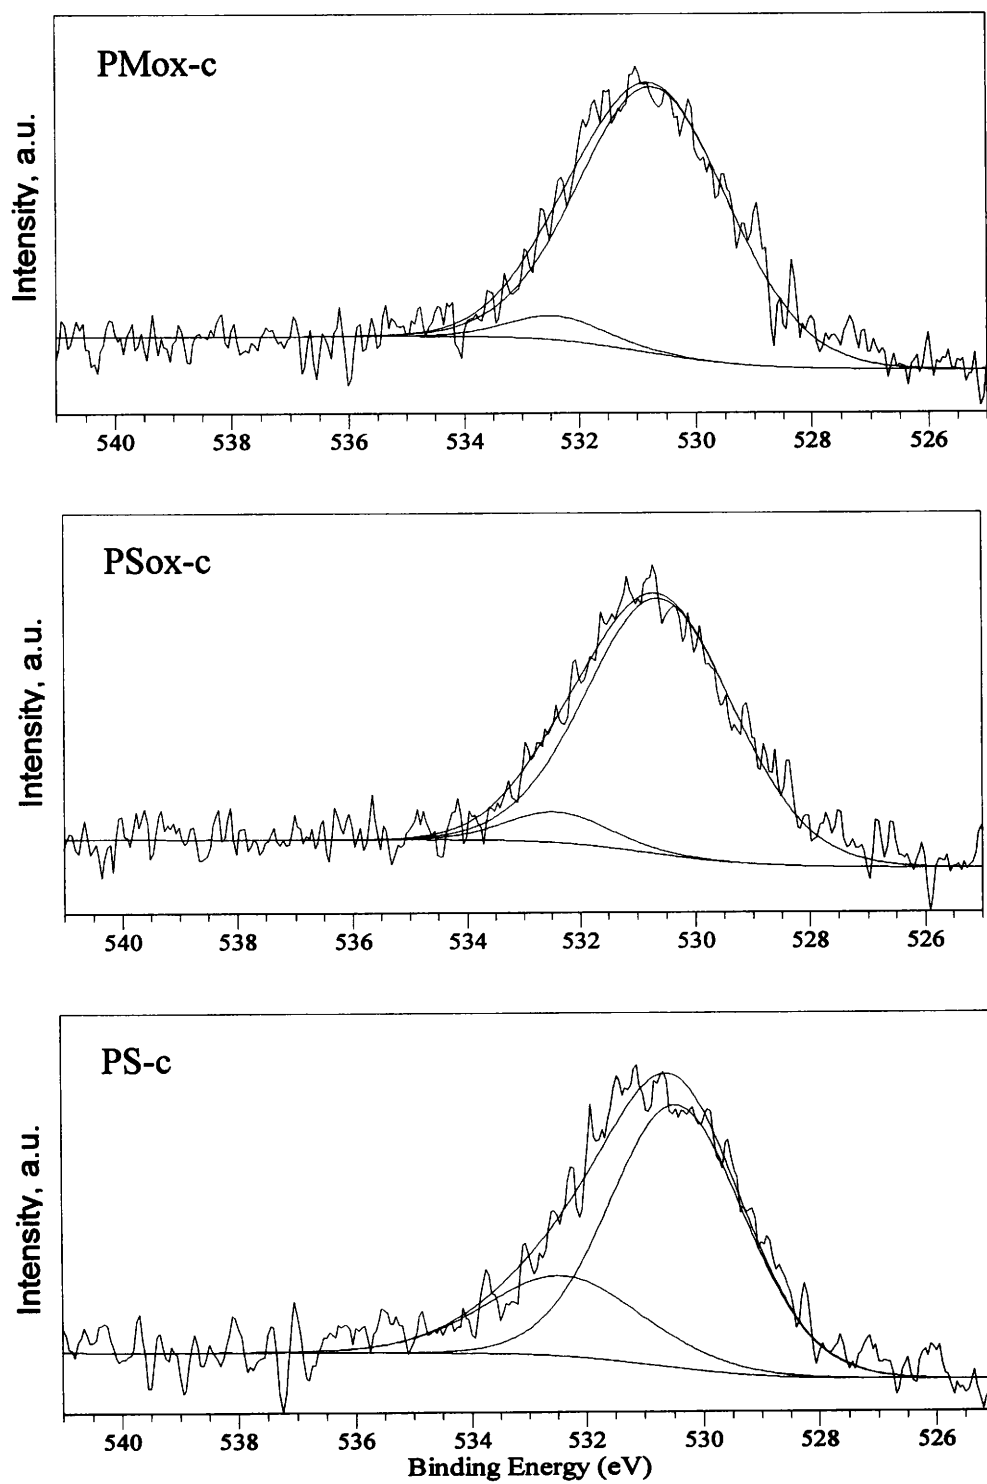 PMox-c
Intensity, a.u.
540 538 536 534 532 530 528 526
PSox-c
Intensity, a.u.
540 538 536 534 532 530 528 526
PS-c
Intensity, a.u.
540 538 536 534 532 530 528 526
Binding Energy (eV)